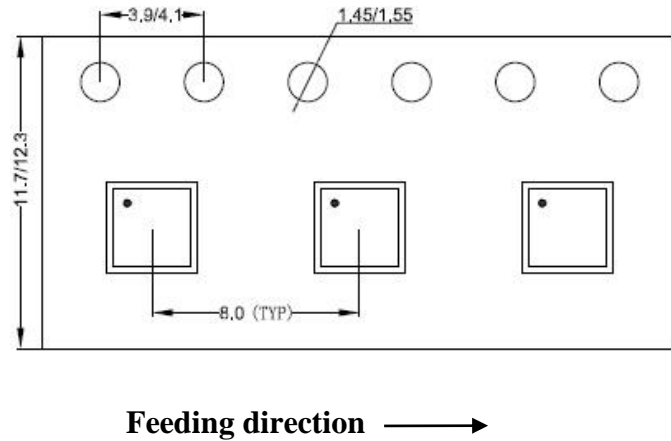 3.9/4.1
1.45/1.55
11.7/12.3
8.0 (TYP)
Feeding direction